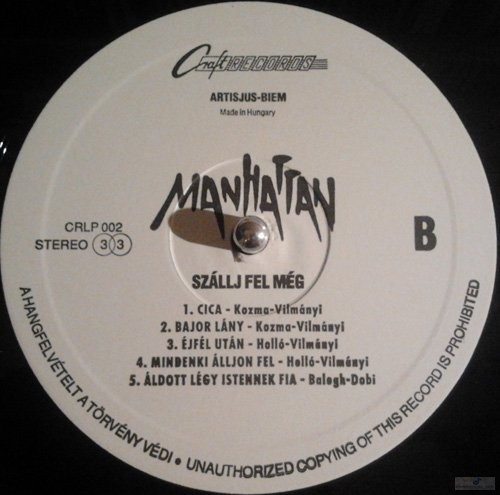 Craft RECORDS
ARTISJUS-BIEM
Made in Hungary
MANHATTAN
CRLP 002
STEREO 33
B
SZÁLLJ FEL MÉG
1. CICA - Kozma-Vilmányi
2. BAJOR LÁNY - Kozma-Vilmányi
3. ÉJFÉL UTÁN - Holló-Vilmányi
4. MINDENKI ÁLLJON FEL - Holló-Vilmányi
5. ÁLDOTT LÉGY ISTENNEK FIA - Balogh-Dobi
A HANGFELVÉTELT A TÖRVÉNY VÉDI • UNAUTHORIZED COPYING OF THIS RECORD IS PROHIBITED